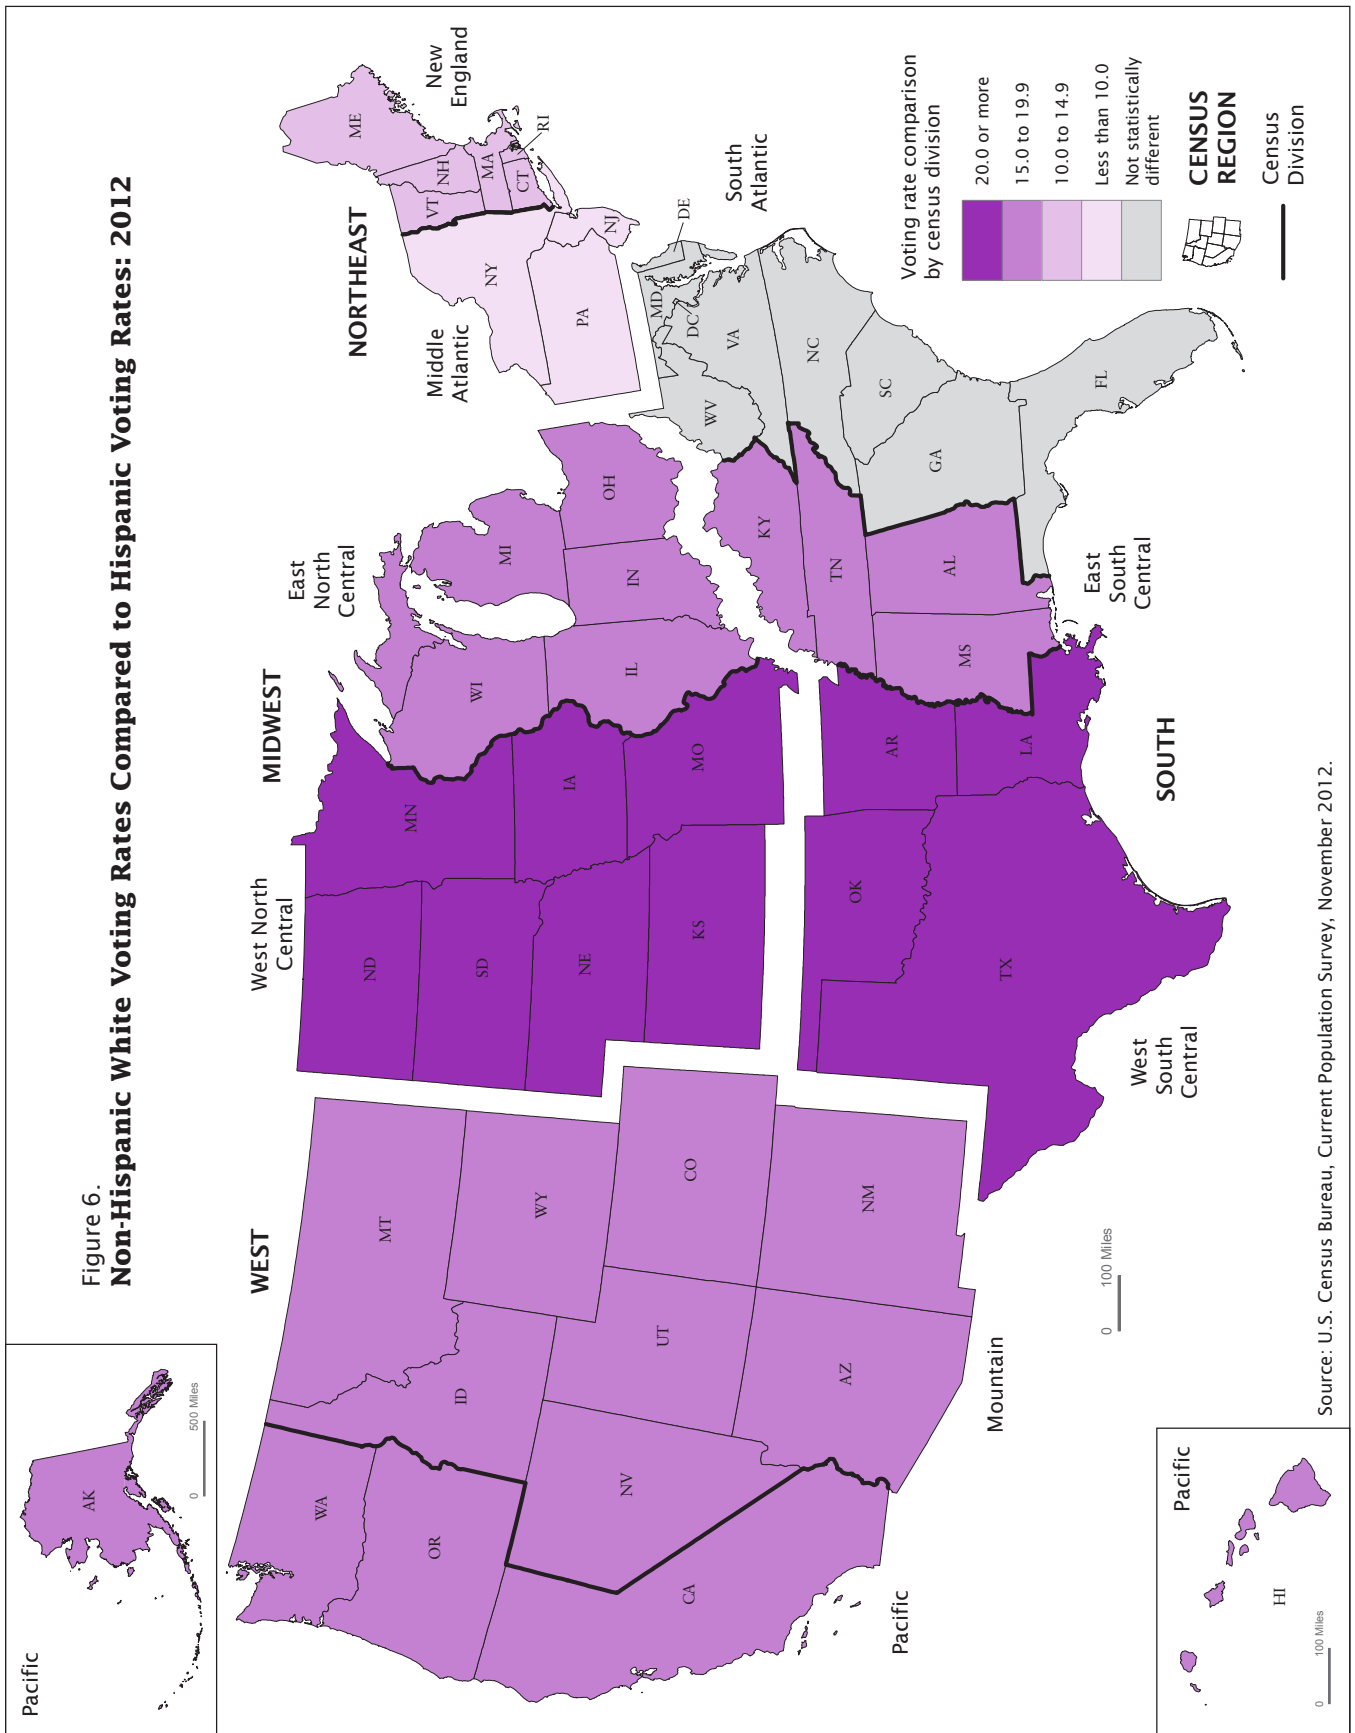 Figure 6.
Non-Hispanic White Voting Rates Compared to Hispanic Voting Rates: 2012
Pacific
AK
0 500 Miles
WEST
MIDWEST
NORTHEAST
West North
Central
East
North
Central
Middle
Atlantic
New
England
WA
MT
ND
MN
WI
MI
NY
VT
NH
ME
MA
CT
RI
OR
ID
WY
SD
IA
IL
IN
OH
PA
NJ
NV
UT
CO
NE
KS
MO
KY
WV
VA
MD
DC
DE
South
Atlantic
CA
AZ
NM
OK
AR
TN
NC
SC
TX
LA
MS
AL
GA
FL
Pacific
Mountain
0 100 Miles
West
South
Central
SOUTH
East
South
Central
Voting rate comparison
by census division
20.0 or more
15.0 to 19.9
10.0 to 14.9
Less than 10.0
Not statistically
different
CENSUS
REGION
Census
Division
Pacific
HI
0 100 Miles
Source: U.S. Census Bureau, Current Population Survey, November 2012.